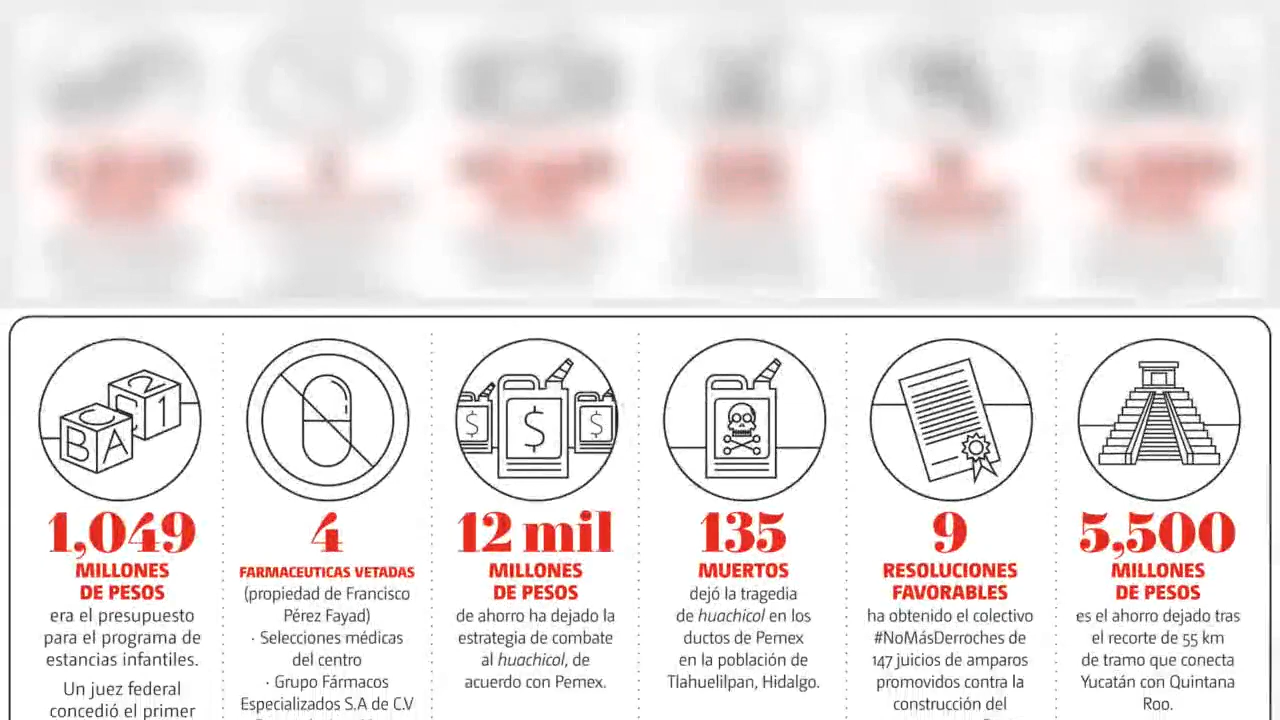 B A C 1 2
1,049
MILLONES
DE PESOS
era el presupuesto
para el programa de
estancias infantiles.
Un juez federal
concedió el primer
4
FARMACEUTICAS VETADAS
(propiedad de Francisco
Pérez Fayad)
· Selecciones médicas
del centro
· Grupo Fármacos
Especializados S.A de C.V
$ $ $
12 mil
MILLONES
DE PESOS
de ahorro ha dejado la
estrategia de combate
al huachicol, de
acuerdo con Pemex.
135
MUERTOS
dejó la tragedia
de huachicol en los
ductos de Pemex
en la población de
Tlahuelilpan, Hidalgo.
9
RESOLUCIONES
FAVORABLES
ha obtenido el colectivo
#NoMásDerroches de
147 juicios de amparos
promovidos contra la
construcción del
5,500
MILLONES
DE PESOS
es el ahorro dejado tras
el recorte de 55 km
de tramo que conecta
Yucatán con Quintana
Roo.